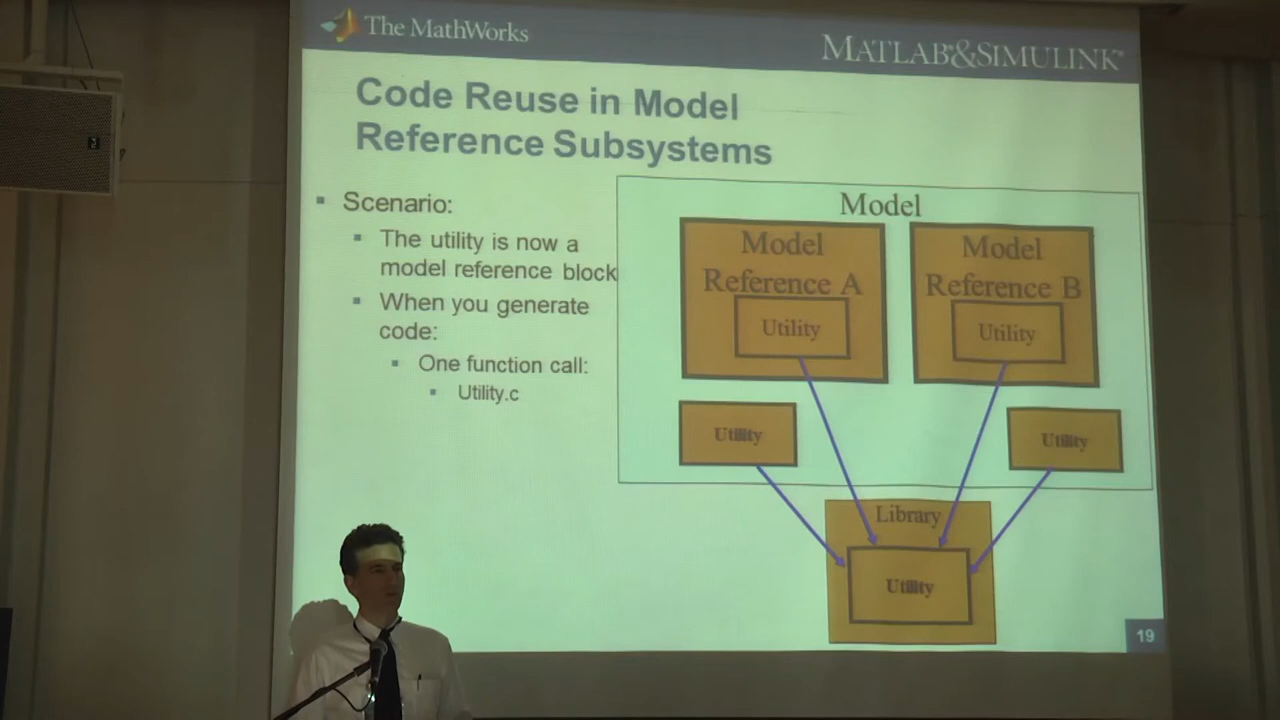 The MathWorks
MATLAB&SIMULINK
Code Reuse in Model
Reference Subsystems
Scenario:
The utility is now a
model reference block
When you generate
code:
One function call:
Utility.c
Model
Model
Reference A
Utility
Model
Reference B
Utility
Utility
Utility
Library
Utility
19